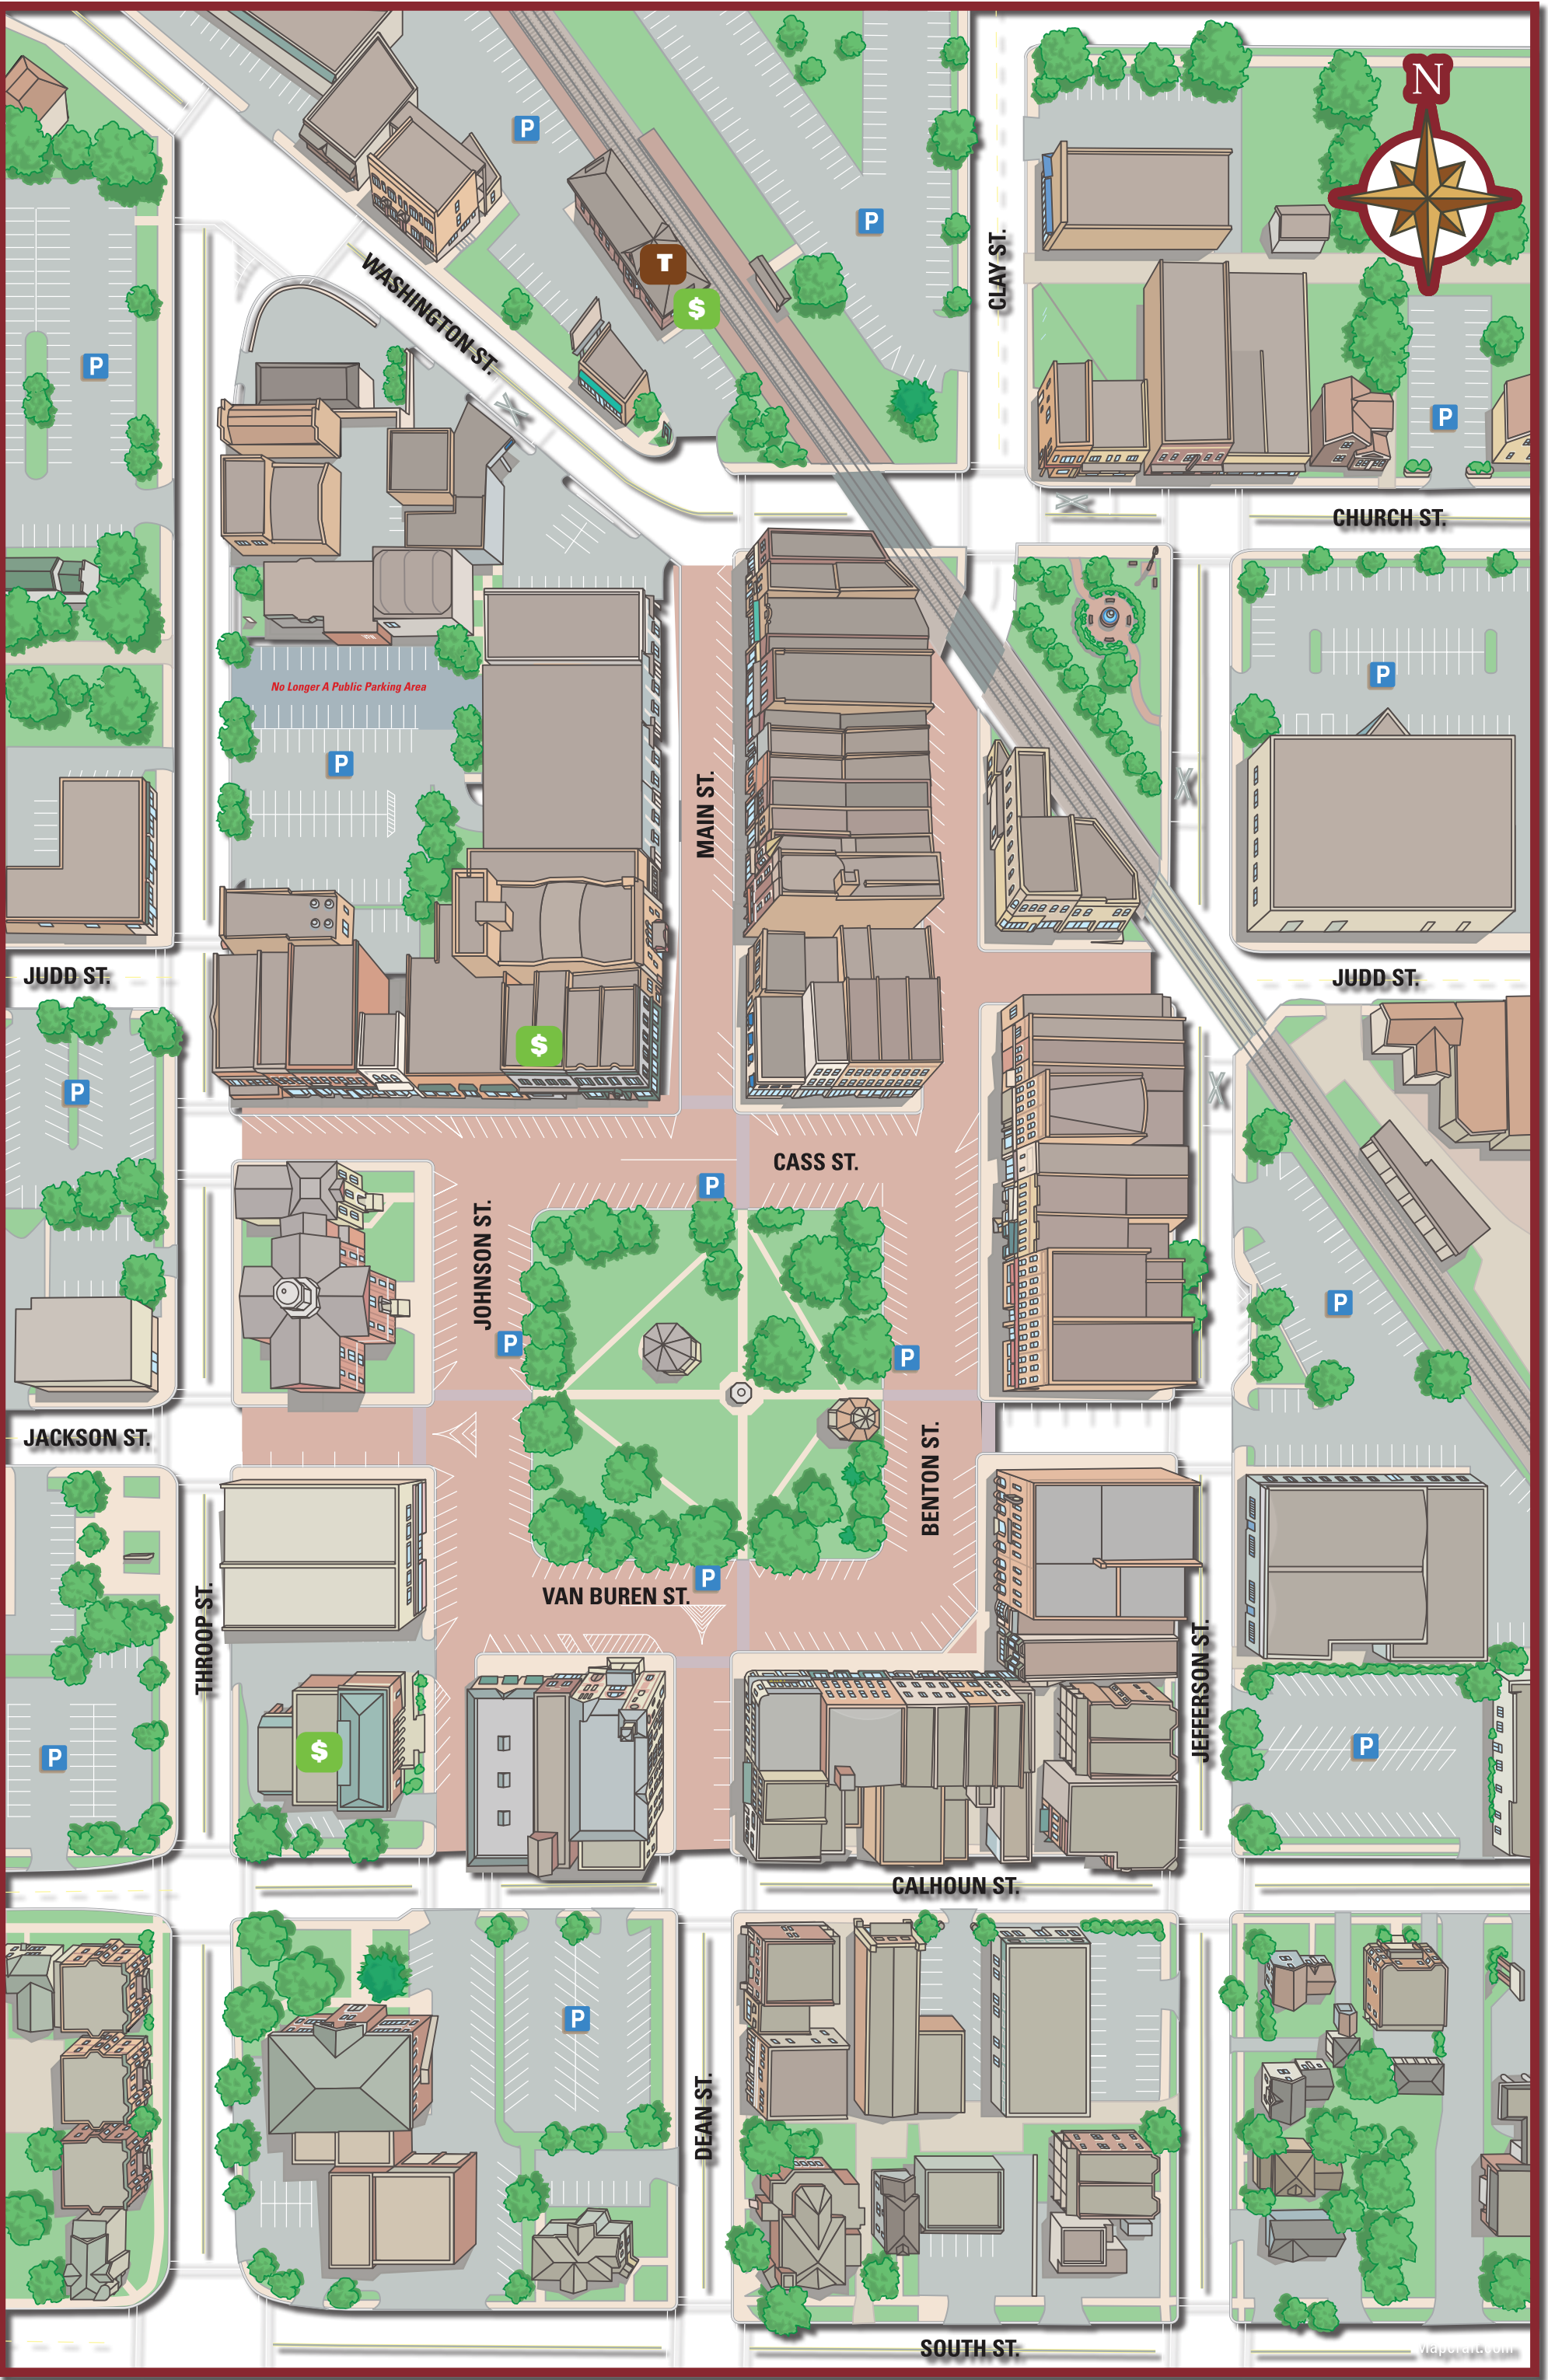 N
P
P
WASHINGTON ST.
T
$
CLAY ST.
P
P
CHURCH ST.
No Longer A Public Parking Area
P
P
MAIN ST.
JUDD ST.
JUDD ST.
$
P
CASS ST.
P
JOHNSON ST.
P
P
P
JACKSON ST.
BENTON ST.
P
VAN BUREN ST.
THROOP ST.
JEFFERSON ST.
$
P
P
CALHOUN ST.
P
DEAN ST.
SOUTH ST.
Mapcraft.com